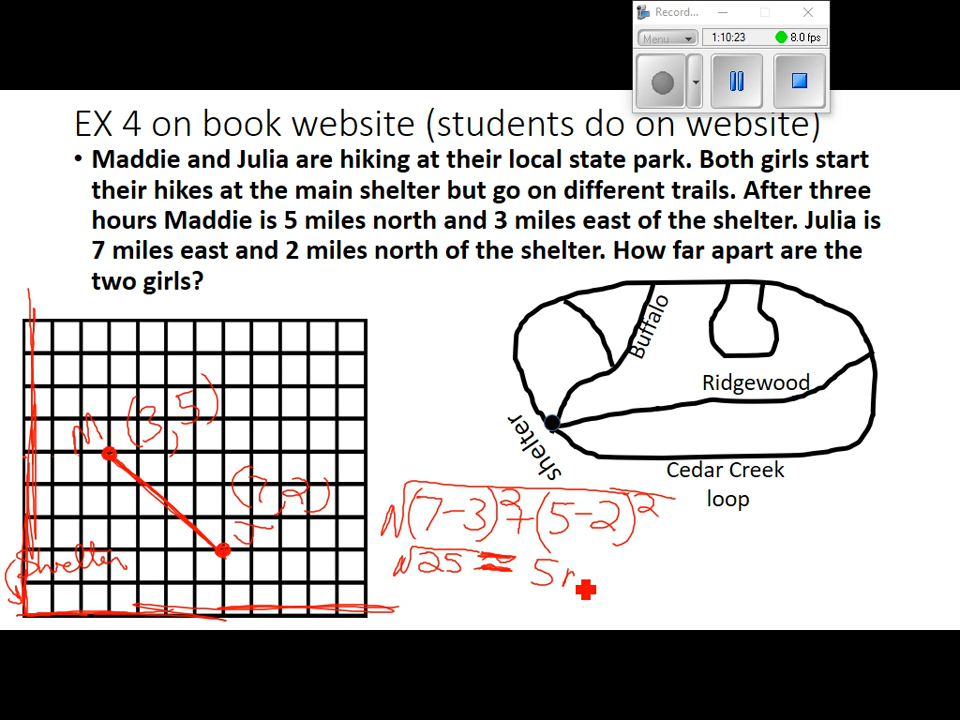 Record...
Menu
1:10:23
8.0 fps
EX 4 on book website (students do on website)
• Maddie and Julia are hiking at their local state park. Both girls start
their hikes at the main shelter but go on different trails. After three
hours Maddie is 5 miles north and 3 miles east of the shelter. Julia is
7 miles east and 2 miles north of the shelter. How far apart are the
two girls?
Buffalo
Ridgewood
shelter
Cedar Creek
loop
M (3,5)
(7,2)
J
Shelter
√(7-3)²+(5-2)²
√25 = 5